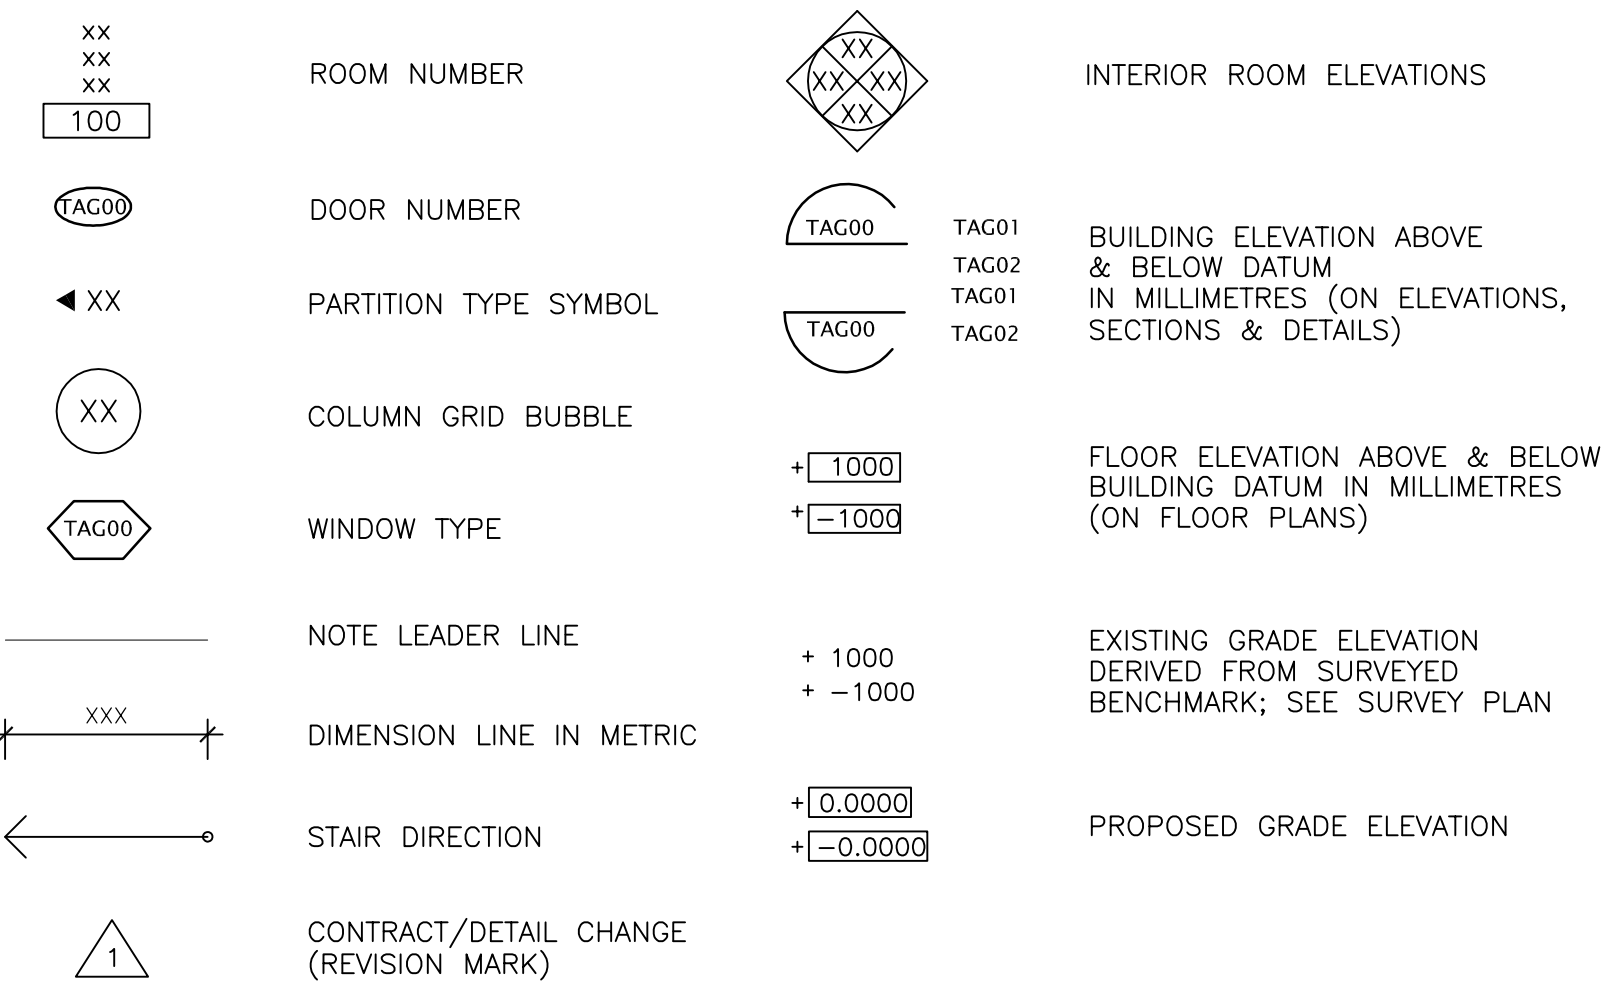 XX
XX
XX
100
ROOM NUMBER
TAG00
DOOR NUMBER
XX
PARTITION TYPE SYMBOL
XX
COLUMN GRID BUBBLE
TAG00
WINDOW TYPE
NOTE LEADER LINE
XXX
DIMENSION LINE IN METRIC
STAIR DIRECTION
1
CONTRACT/DETAIL CHANGE
(REVISION MARK)
XX
XX XX
XX
INTERIOR ROOM ELEVATIONS
TAG00 TAG01
TAG02
TAG01
TAG00 TAG02
BUILDING ELEVATION ABOVE
& BELOW DATUM
IN MILLIMETRES (ON ELEVATIONS,
SECTIONS & DETAILS)
+ 1000
+ -1000
FLOOR ELEVATION ABOVE & BELOW
BUILDING DATUM IN MILLIMETRES
(ON FLOOR PLANS)
+ 1000
+ -1000
EXISTING GRADE ELEVATION
DERIVED FROM SURVEYED
BENCHMARK; SEE SURVEY PLAN
+ 0.0000
+ -0.0000
PROPOSED GRADE ELEVATION